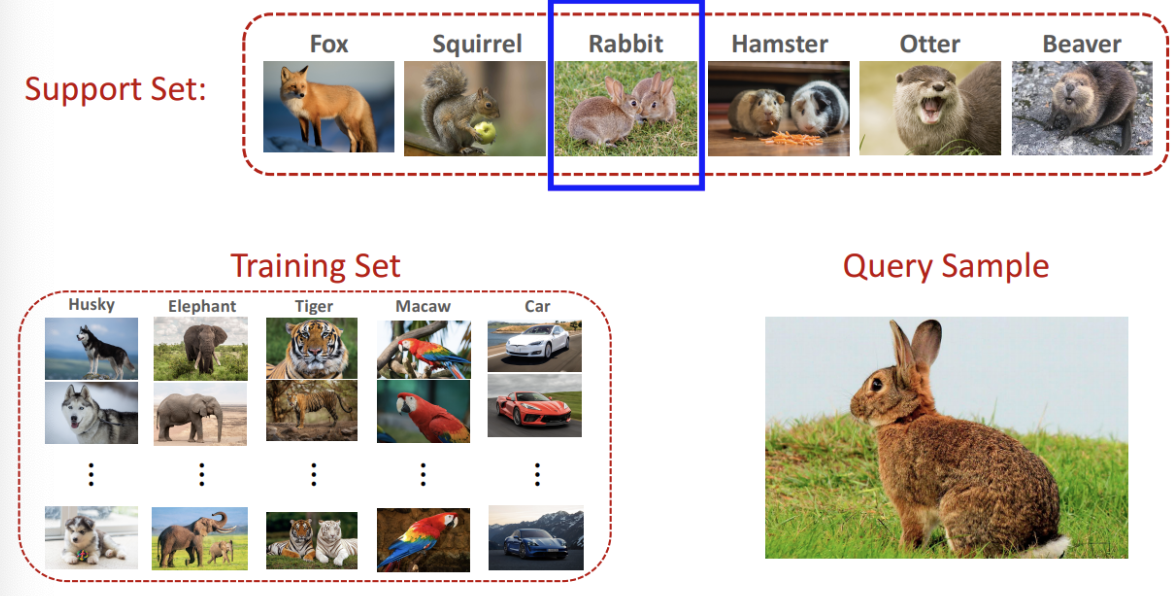 Support Set:
Fox Squirrel Rabbit Hamster Otter Beaver
Training Set
Husky Elephant Tiger Macaw Car
Query Sample